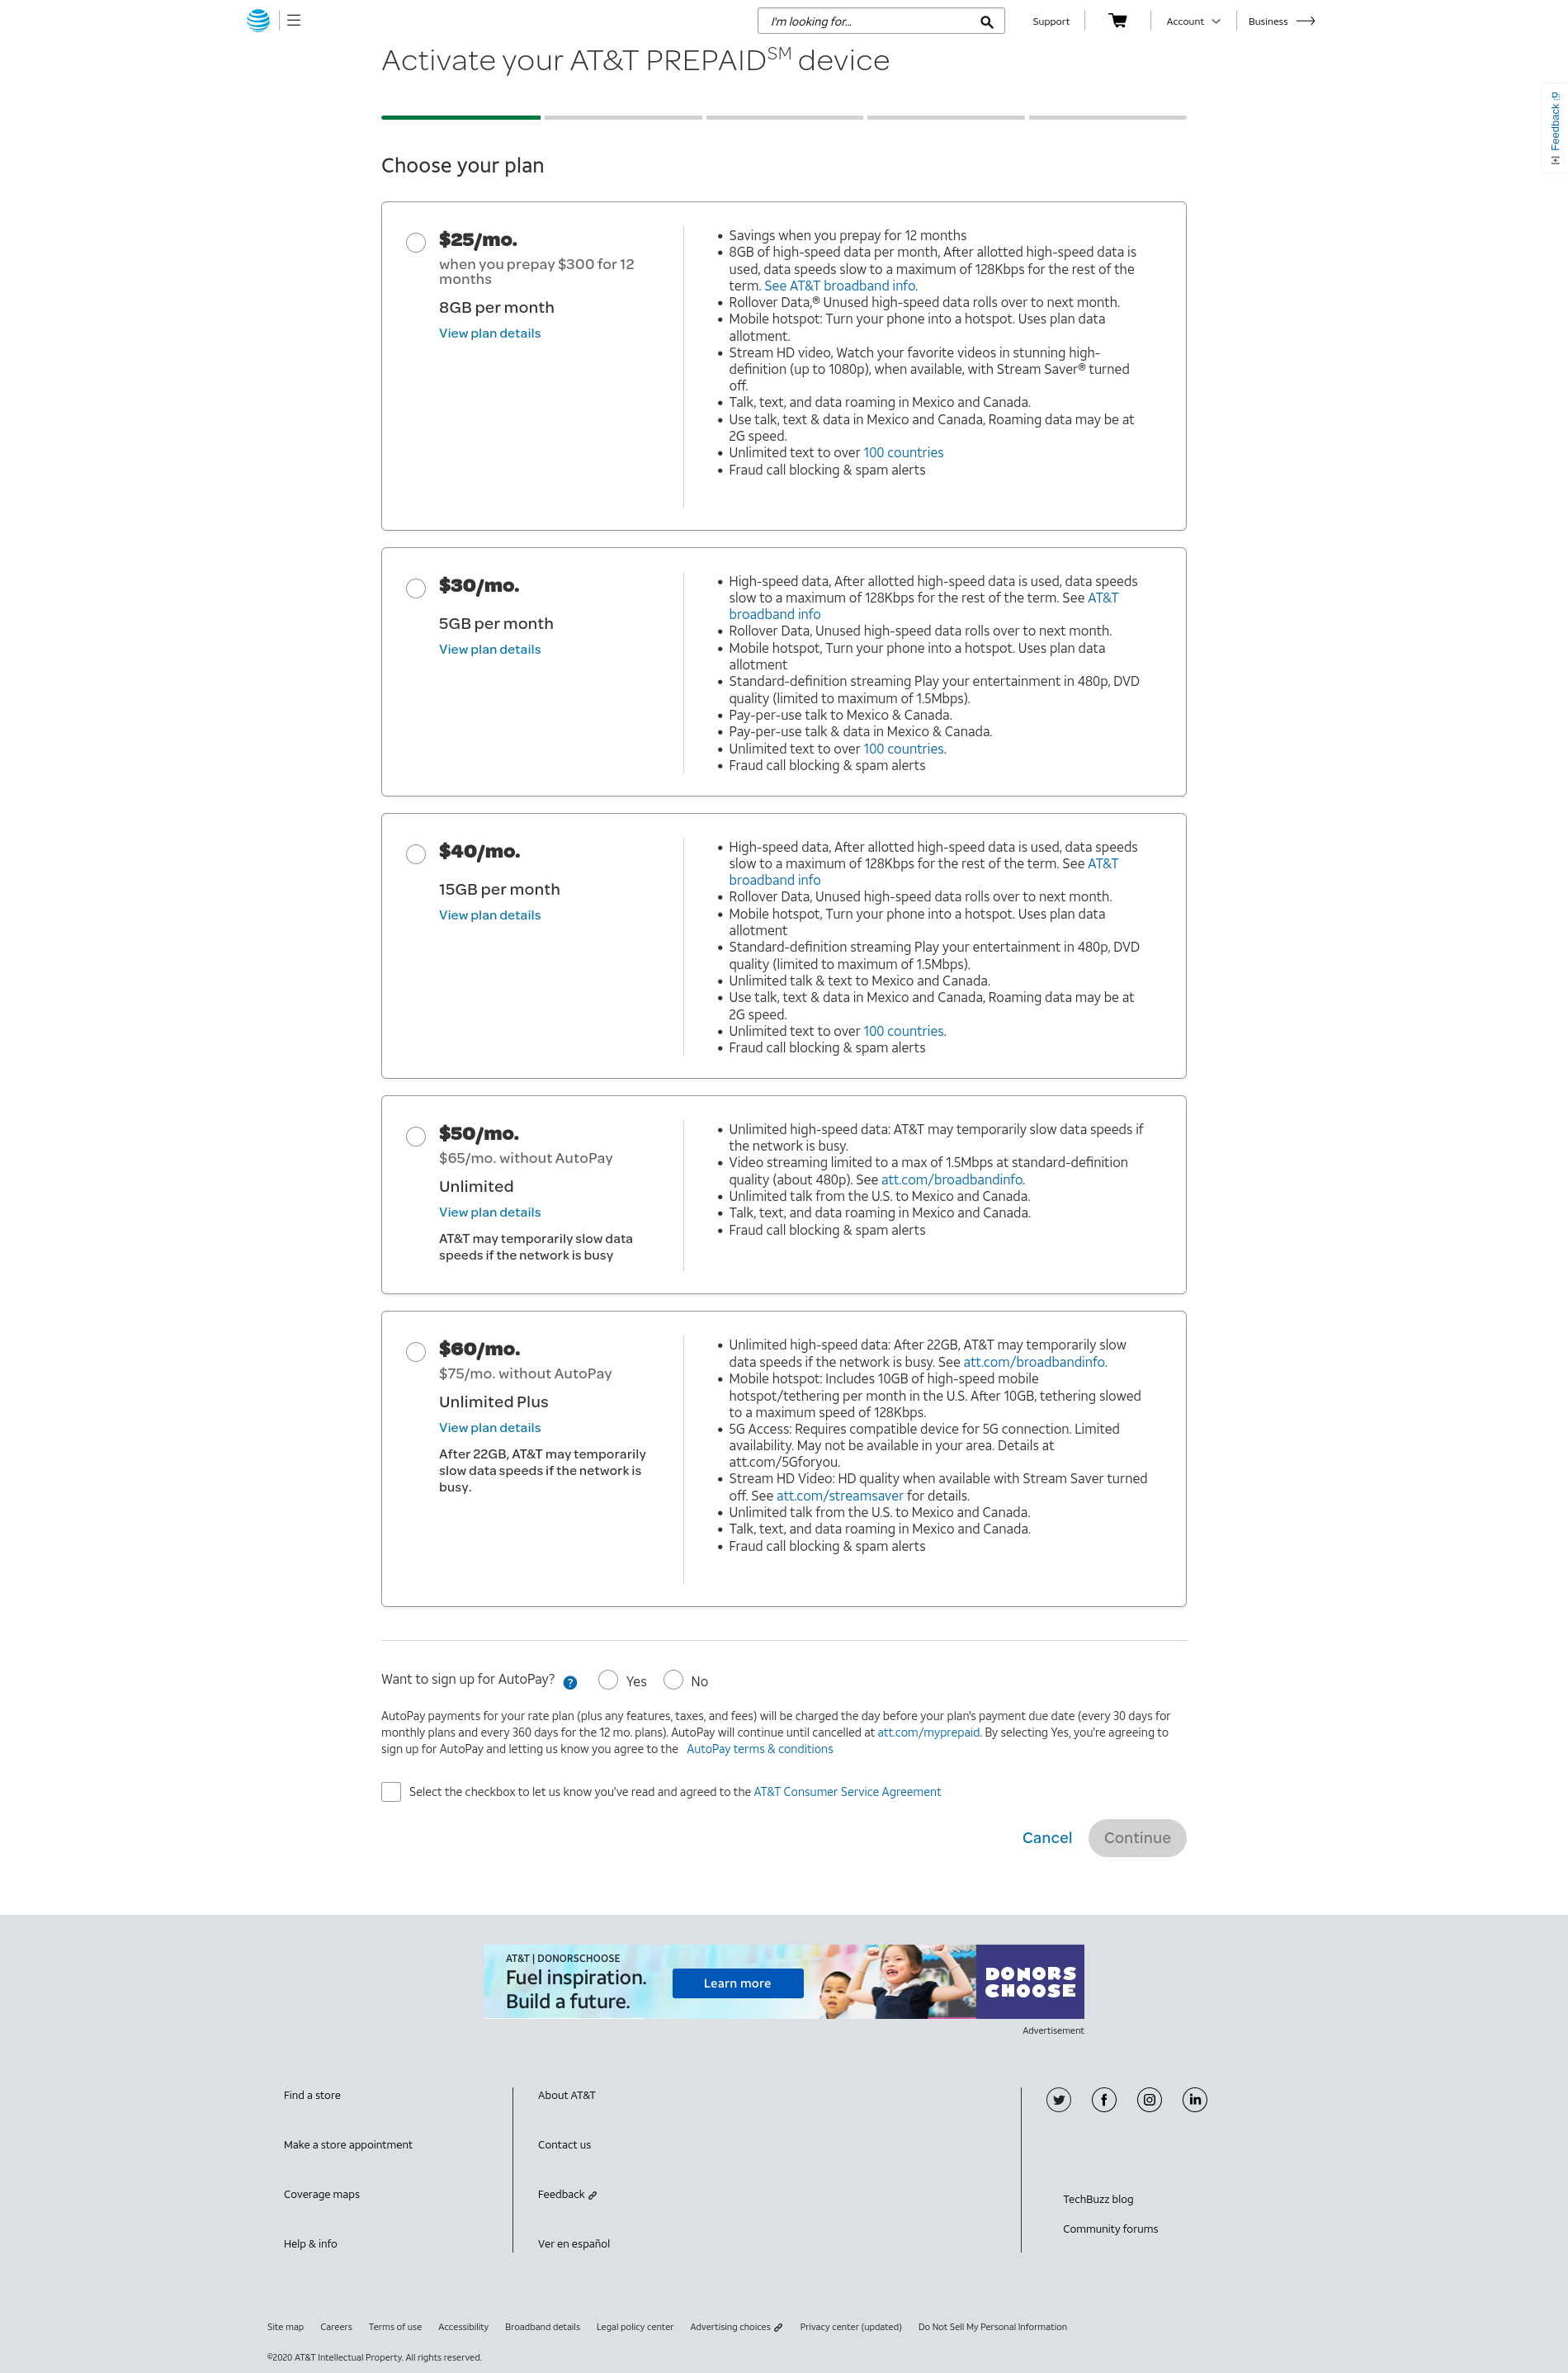 I'm looking for...
Support
Account
Business
Activate your AT&T PREPAID℠ device
Feedback
Choose your plan
$25/mo.
when you prepay $300 for 12
months
8GB per month
View plan details
• Savings when you prepay for 12 months
• 8GB of high-speed data per month, After allotted high-speed data is
used, data speeds slow to a maximum of 128Kbps for the rest of the
term. See AT&T broadband info.
• Rollover Data,® Unused high-speed data rolls over to next month.
• Mobile hotspot: Turn your phone into a hotspot. Uses plan data
allotment.
• Stream HD video, Watch your favorite videos in stunning high-
definition (up to 1080p), when available, with Stream Saver® turned
off.
• Talk, text, and data roaming in Mexico and Canada.
• Use talk, text & data in Mexico and Canada, Roaming data may be at
2G speed.
• Unlimited text to over 100 countries
• Fraud call blocking & spam alerts
$30/mo.
5GB per month
View plan details
• High-speed data, After allotted high-speed data is used, data speeds
slow to a maximum of 128Kbps for the rest of the term. See AT&T
broadband info
• Rollover Data, Unused high-speed data rolls over to next month.
• Mobile hotspot, Turn your phone into a hotspot. Uses plan data
allotment
• Standard-definition streaming Play your entertainment in 480p, DVD
quality (limited to maximum of 1.5Mbps).
• Pay-per-use talk to Mexico & Canada.
• Pay-per-use talk & data in Mexico & Canada.
• Unlimited text to over 100 countries.
• Fraud call blocking & spam alerts
$40/mo.
15GB per month
View plan details
• High-speed data, After allotted high-speed data is used, data speeds
slow to a maximum of 128Kbps for the rest of the term. See AT&T
broadband info
• Rollover Data, Unused high-speed data rolls over to next month.
• Mobile hotspot, Turn your phone into a hotspot. Uses plan data
allotment
• Standard-definition streaming Play your entertainment in 480p, DVD
quality (limited to maximum of 1.5Mbps).
• Unlimited talk & text to Mexico and Canada.
• Use talk, text & data in Mexico and Canada, Roaming data may be at
2G speed.
• Unlimited text to over 100 countries.
• Fraud call blocking & spam alerts
$50/mo.
$65/mo. without AutoPay
Unlimited
View plan details
AT&T may temporarily slow data
speeds if the network is busy
• Unlimited high-speed data: AT&T may temporarily slow data speeds if
the network is busy.
• Video streaming limited to a max of 1.5Mbps at standard-definition
quality (about 480p). See att.com/broadbandinfo.
• Unlimited talk from the U.S. to Mexico and Canada.
• Talk, text, and data roaming in Mexico and Canada.
• Fraud call blocking & spam alerts
$60/mo.
$75/mo. without AutoPay
Unlimited Plus
View plan details
After 22GB, AT&T may temporarily
slow data speeds if the network is
busy.
• Unlimited high-speed data: After 22GB, AT&T may temporarily slow
data speeds if the network is busy. See att.com/broadbandinfo.
• Mobile hotspot: Includes 10GB of high-speed mobile
hotspot/tethering per month in the U.S. After 10GB, tethering slowed
to a maximum speed of 128Kbps.
• 5G Access: Requires compatible device for 5G connection. Limited
availability. May not be available in your area. Details at
att.com/5Gforyou.
• Stream HD Video: HD quality when available with Stream Saver turned
off. See att.com/streamsaver for details.
• Unlimited talk from the U.S. to Mexico and Canada.
• Talk, text, and data roaming in Mexico and Canada.
• Fraud call blocking & spam alerts
Want to sign up for AutoPay? ? Yes No
AutoPay payments for your rate plan (plus any features, taxes, and fees) will be charged the day before your plan's payment due date (every 30 days for
monthly plans and every 360 days for the 12 mo. plans). AutoPay will continue until cancelled at att.com/myprepaid. By selecting Yes, you're agreeing to
sign up for AutoPay and letting us know you agree to the AutoPay terms & conditions
Select the checkbox to let us know you've read and agreed to the AT&T Consumer Service Agreement
Cancel
Continue
AT&T | DONORSCHOOSE
Fuel inspiration.
Build a future.
Learn more
DONORS
CHOOSE
Advertisement
Find a store
Make a store appointment
Coverage maps
Help & info
About AT&T
Contact us
Feedback
Ver en español
TechBuzz blog
Community forums
Site map Careers Terms of use Accessibility Broadband details Legal policy center Advertising choices Privacy center (updated) Do Not Sell My Personal Information
©2020 AT&T Intellectual Property. All rights reserved.